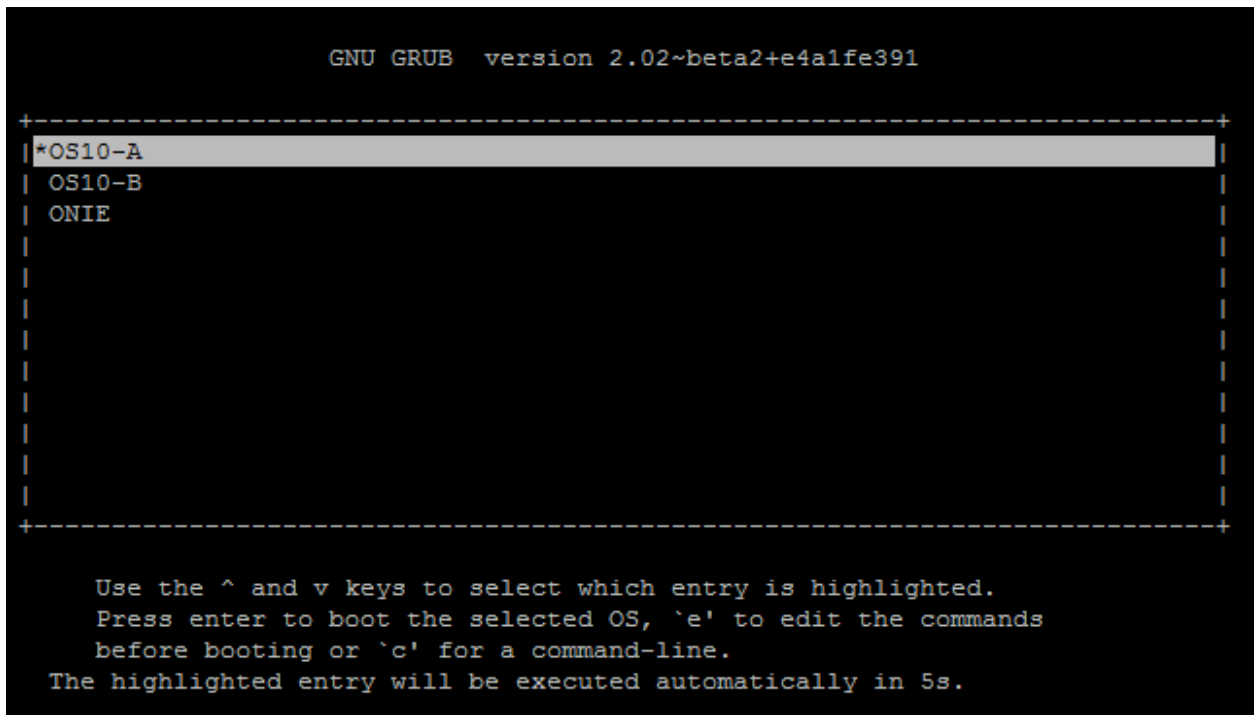 GNU GRUB  version 2.02~beta2+e4a1fe391
*OS10-A
OS10-B
ONIE
Use the ^ and v keys to select which entry is highlighted.
Press enter to boot the selected OS, `e' to edit the commands
before booting or `c' for a command-line.
The highlighted entry will be executed automatically in 5s.